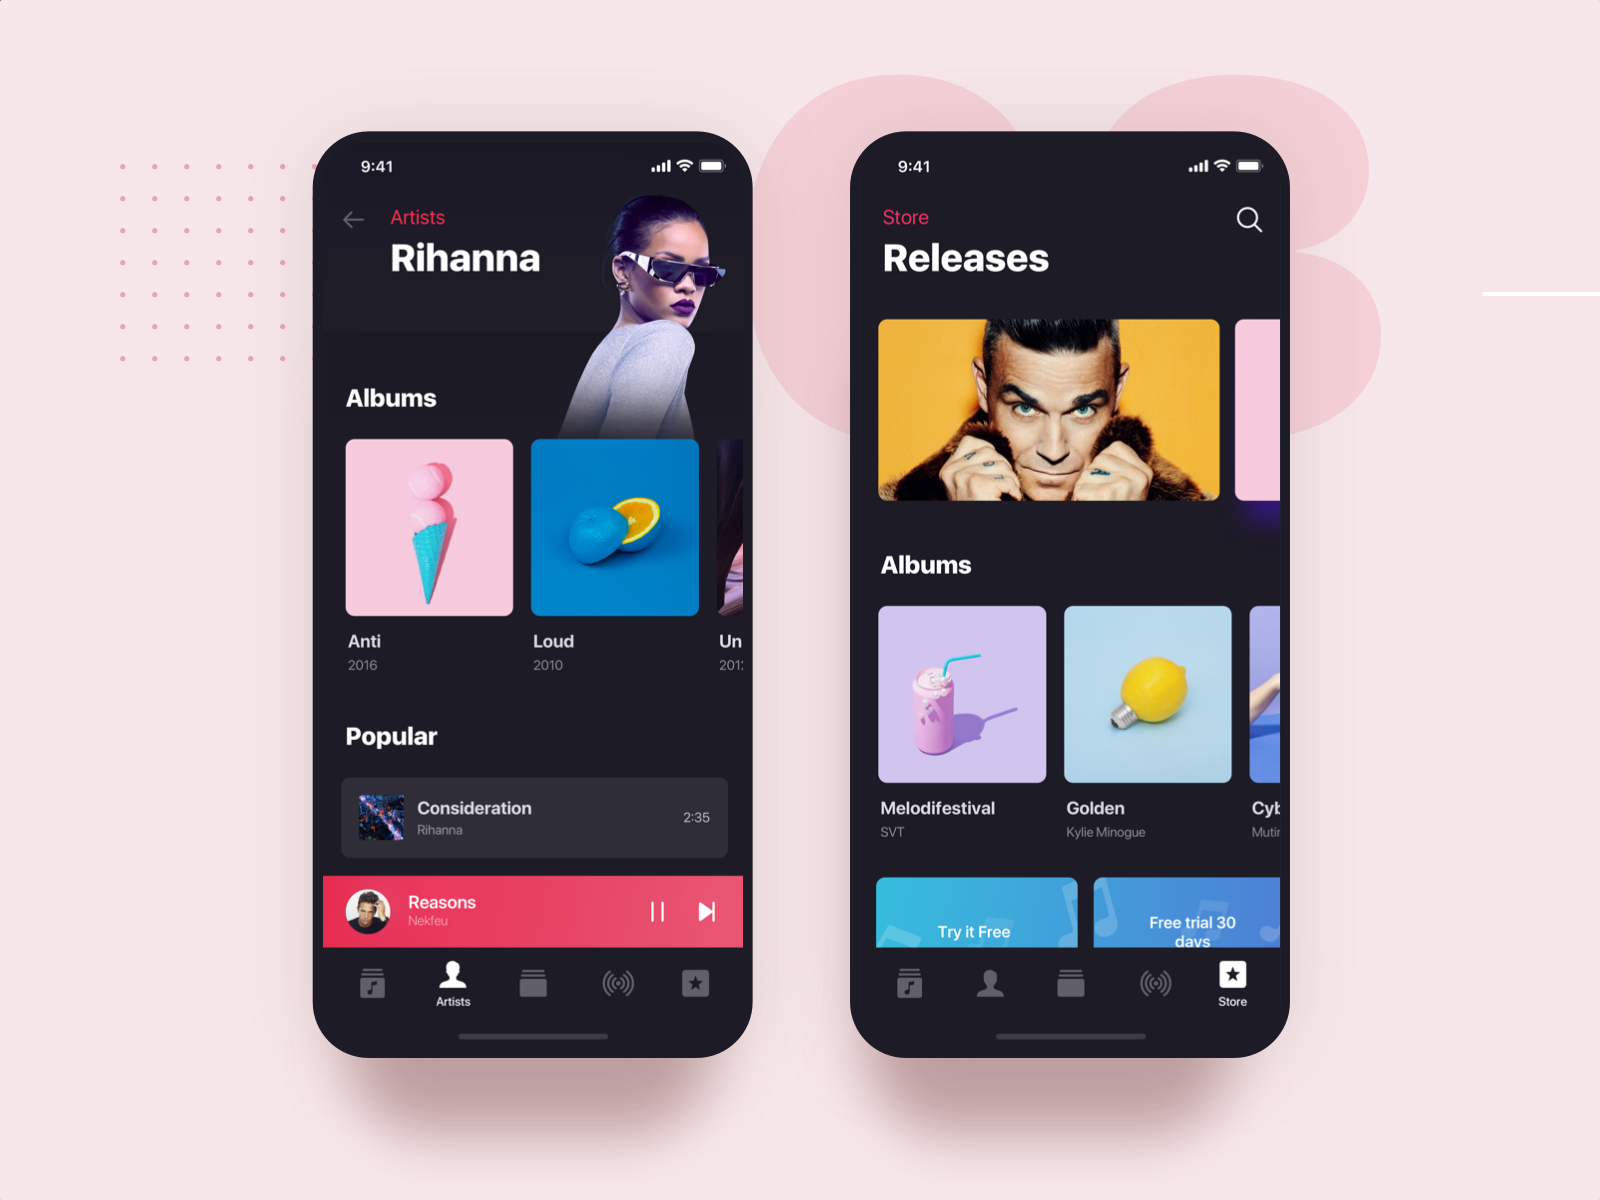 9:41
Artists
Rihanna
Albums
Anti
2016
Loud
2010
Un
201
Popular
Consideration
Rihanna
2:35
Reasons
Nekfeu
Artists
9:41
Store
Releases
Albums
Melodifestival
SVT
Golden
Kylie Minogue
Cyb
Mutin
Try it Free
Free trial 30
days
Store